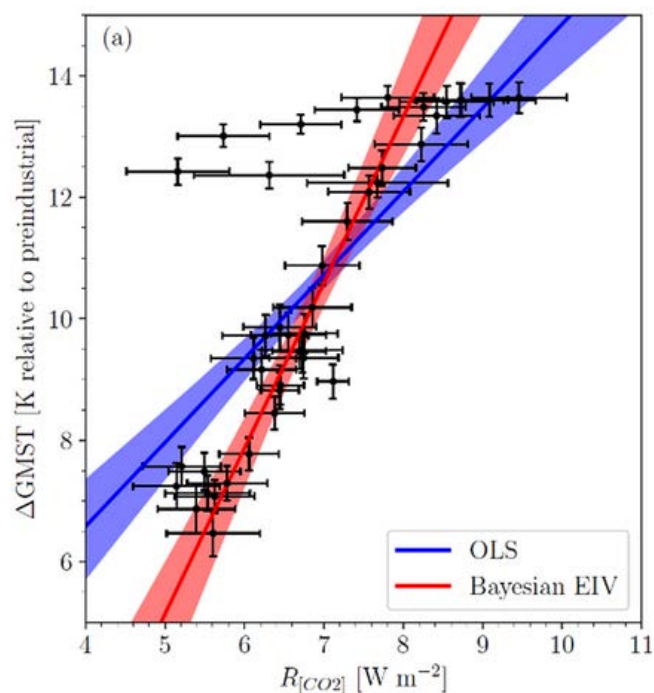 (a)
14
12
10
8
6
ΔGMST [K relative to preindustrial]
OLS
Bayesian EIV
4 5 6 7 8 9 10 11
R[CO2] [W m⁻²]